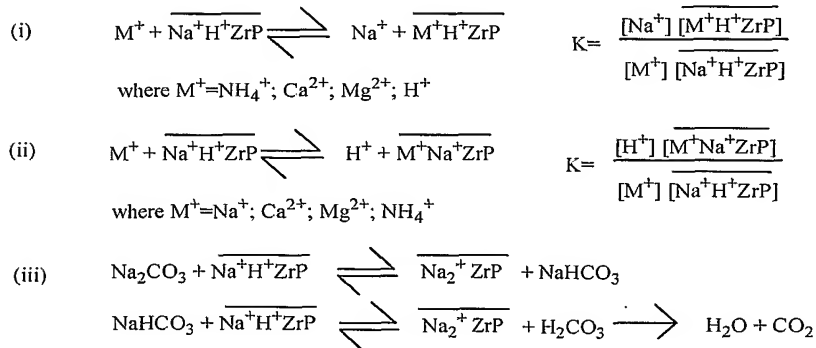 (i) M⁺ + Na⁺H⁺ZrP ⇌ Na⁺ + M⁺H⁺ZrP K= [Na⁺] [M⁺H⁺ZrP] / [M⁺] [Na⁺H⁺ZrP]
where M⁺=NH₄⁺; Ca²⁺; Mg²⁺; H⁺
(ii) M⁺ + Na⁺H⁺ZrP ⇌ H⁺ + M⁺Na⁺ZrP K= [H⁺] [M⁺Na⁺ZrP] / [M⁺] [Na⁺H⁺ZrP]
where M⁺=Na⁺; Ca²⁺; Mg²⁺; NH₄⁺
(iii) Na₂CO₃ + Na⁺H⁺ZrP ⇌ Na₂⁺ ZrP + NaHCO₃
NaHCO₃ + Na⁺H⁺ZrP ⇌ Na₂⁺ ZrP + H₂CO₃ ⟶ H₂O + CO₂